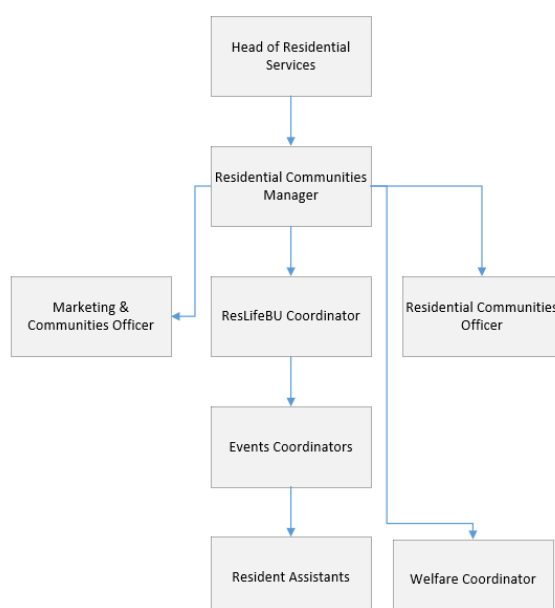 Head of Residential
Services
Residential Communities
Manager
Marketing &
Communities Officer
ResLifeBU Coordinator
Residential Communities
Officer
Events Coordinators
Resident Assistants
Welfare Coordinator